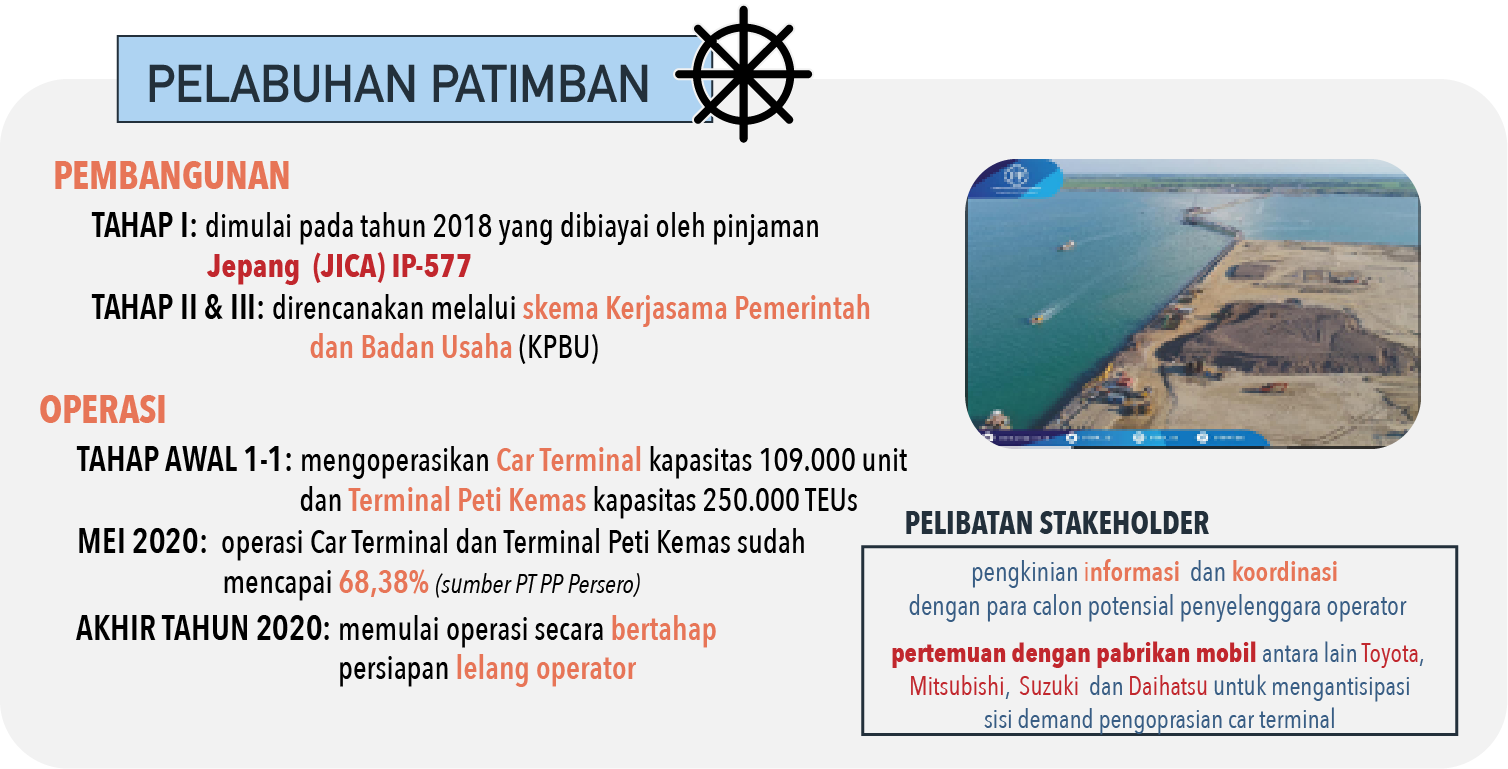 PELABUHAN PATIMBAN
PEMBANGUNAN
TAHAP I: dimulai pada tahun 2018 yang dibiayai oleh pinjaman
Jepang (JICA) IP-577
TAHAP II & III: direncanakan melalui skema Kerjasama Pemerintah
dan Badan Usaha (KPBU)
OPERASI
TAHAP AWAL 1-1: mengoperasikan Car Terminal kapasitas 109.000 unit
dan Terminal Peti Kemas kapasitas 250.000 TEUs
MEI 2020: operasi Car Terminal dan Terminal Peti Kemas sudah
mencapai 68,38% (sumber PT PP Persero)
AKHIR TAHUN 2020: memulai operasi secara bertahap
persiapan lelang operator
PELIBATAN STAKEHOLDER
pengkinian informasi dan koordinasi
dengan para calon potensial penyelenggara operator
pertemuan dengan pabrikan mobil antara lain Toyota,
Mitsubishi, Suzuki dan Daihatsu untuk mengantisipasi
sisi demand pengoprasian car terminal